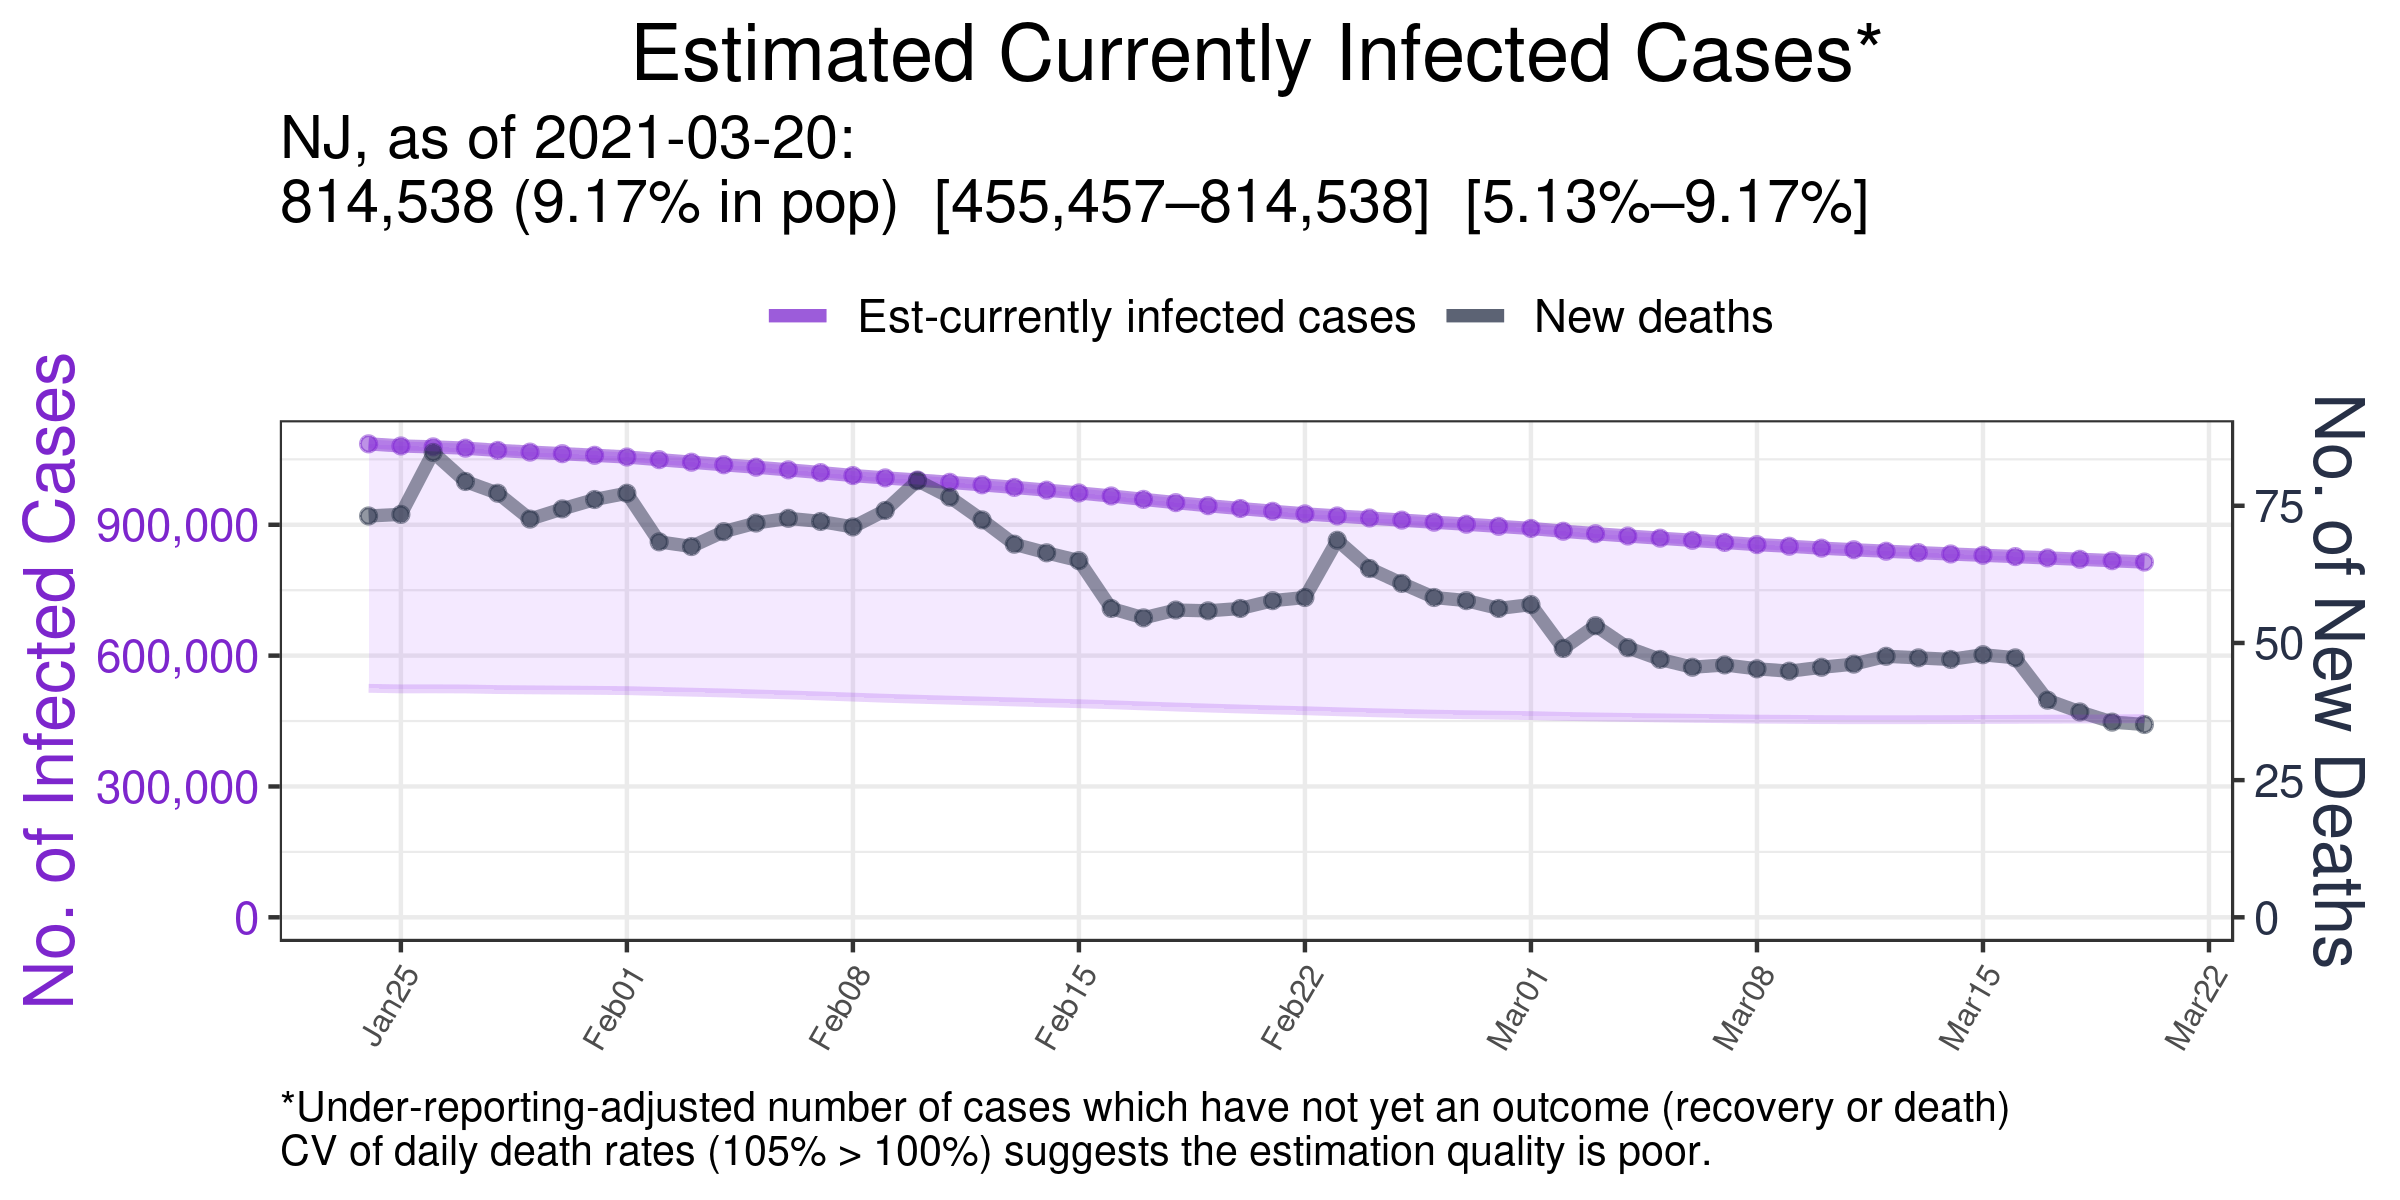 Estimated Currently Infected Cases*
NJ, as of 2021-03-20:
814,538 (9.17% in pop)  [455,457–814,538]  [5.13%–9.17%]
Est-currently infected cases
New deaths
No. of Infected Cases
900,000
600,000
300,000
0
No. of New Deaths
75
50
25
0
Jan25
Feb01
Feb08
Feb15
Feb22
Mar01
Mar08
Mar15
Mar22
*Under-reporting-adjusted number of cases which have not yet an outcome (recovery or death)
CV of daily death rates (105% > 100%) suggests the estimation quality is poor.